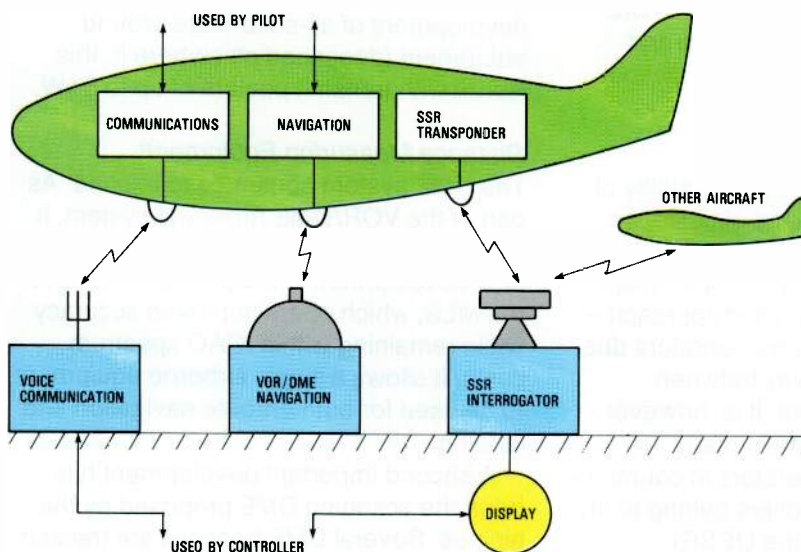 USED BY PILOT
COMMUNICATIONS
NAVIGATION
SSR
TRANSPONDER
OTHER AIRCRAFT
VOICE
COMMUNICATION
VOR/DME
NAVIGATION
SSR
INTERROGATOR
DISPLAY
USED BY CONTROLLER